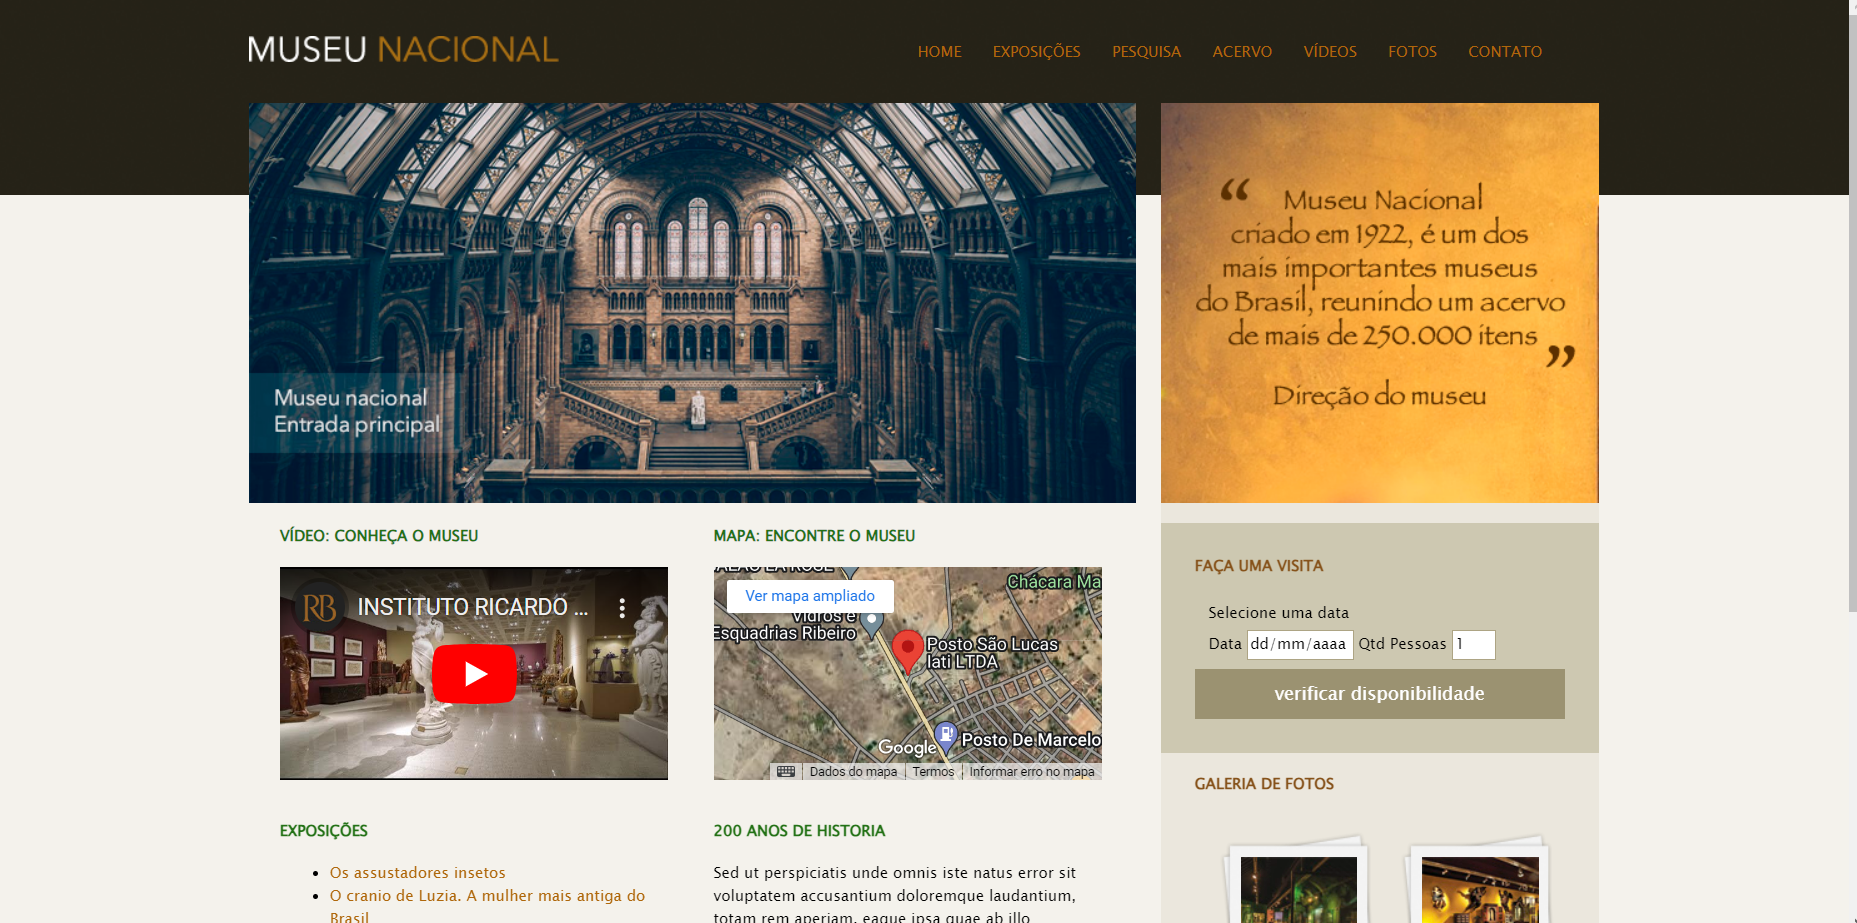 MUSEU NACIONAL
HOME EXPOSIÇÕES PESQUISA ACERVO VÍDEOS FOTOS CONTATO
Museu nacional
Entrada principal
“ Museu Nacional
criado em 1922, é um dos
mais importantes museus
do Brasil, reunindo um acervo
de mais de 250.000 itens ”
Direção do museu
VÍDEO: CONHEÇA O MUSEU
RB INSTITUTO RICARDO ...
MAPA: ENCONTRE O MUSEU
Ver mapa ampliado
Chácara Ma
Vidros e
Esquadrias Ribeiro
Posto São Lucas
Iati LTDA
Posto De Marcelo
Google
Dados do mapa Termos Informar erro no mapa
FAÇA UMA VISITA
Selecione uma data
Data dd/mm/aaaa Qtd Pessoas 1
verificar disponibilidade
GALERIA DE FOTOS
EXPOSIÇÕES
• Os assustadores insetos
• O cranio de Luzia. A mulher mais antiga do
Brasil
200 ANOS DE HISTORIA
Sed ut perspiciatis unde omnis iste natus error sit
voluptatem accusantium doloremque laudantium,
totam rem aperiam, eaque ipsa quae ab illo